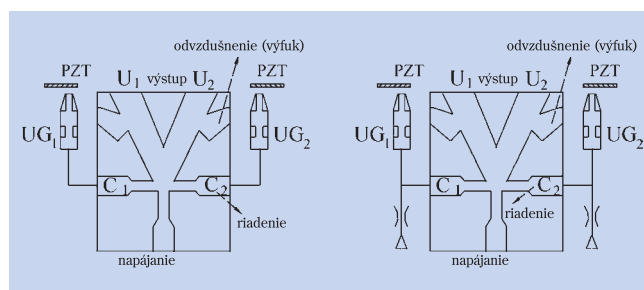 odvzdušnenie (výfuk)
PZT U₁ výstup U₂ PZT
UG₁ UG₂
C₁ C₂
riadenie
napájanie
odvzdušnenie (výfuk)
PZT U₁ výstup U₂ PZT
UG₁ UG₂
C₁ C₂
riadenie
napájanie